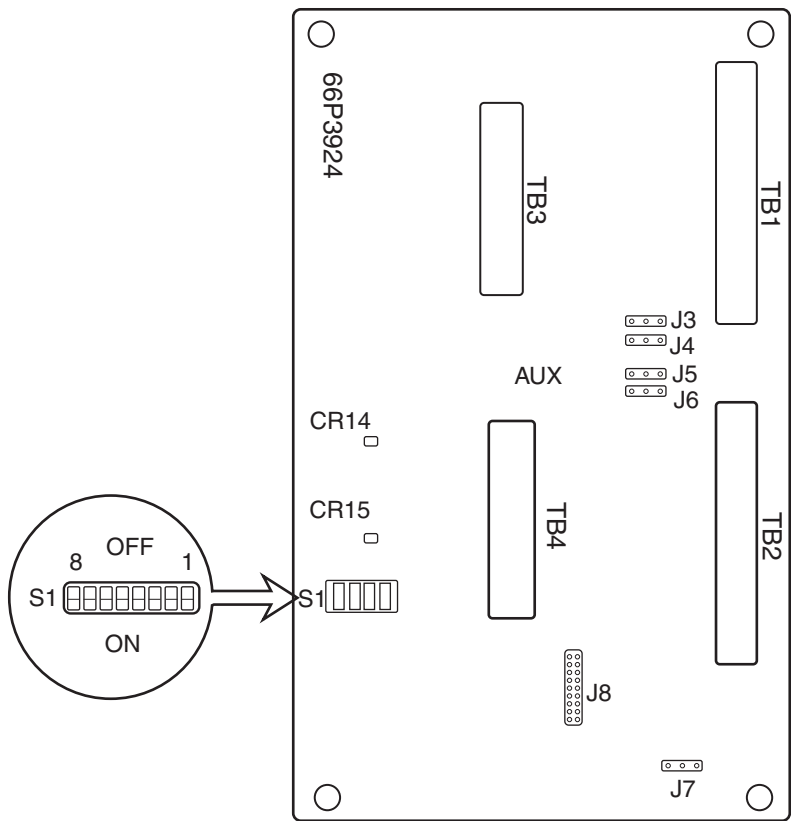 66P3924
TB3
TB1
J3
J4
AUX
J5
J6
CR14
CR15
TB4
TB2
OFF
8 1
S1
ON
S1
J8
J7